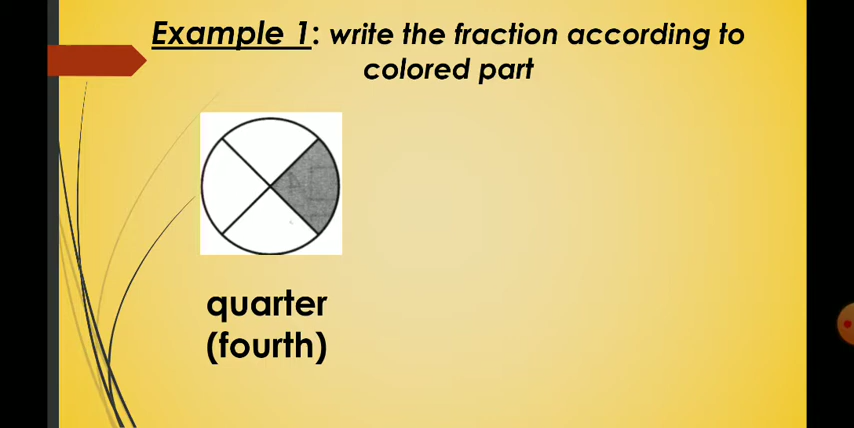 Example 1: write the fraction according to
colored part
quarter
(fourth)